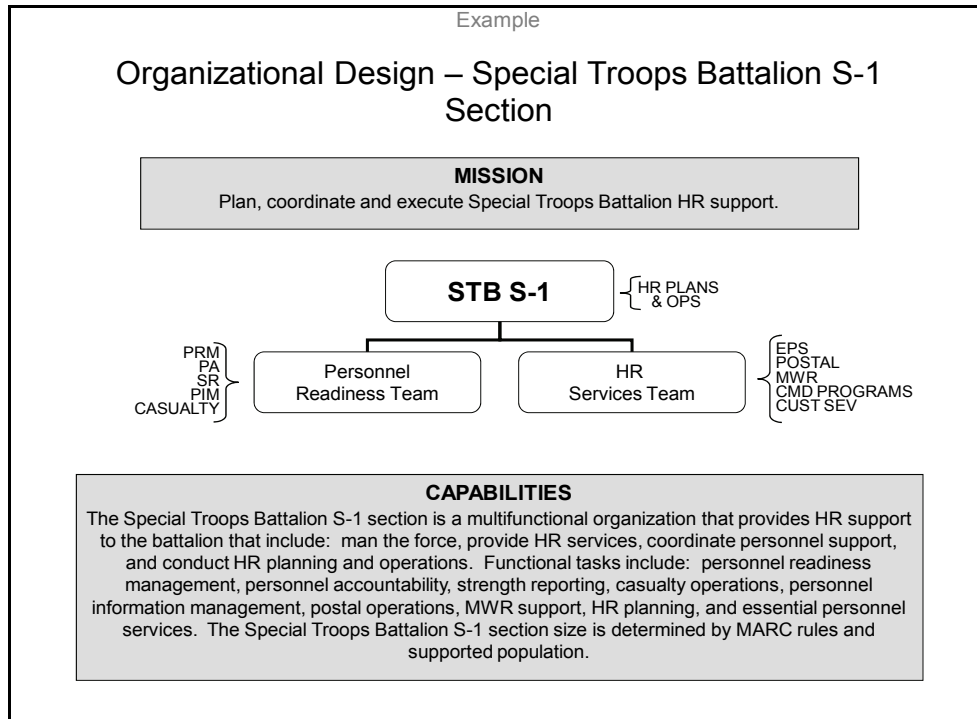 Example
Organizational Design – Special Troops Battalion S-1
Section
MISSION
Plan, coordinate and execute Special Troops Battalion HR support.
STB S-1
HR PLANS
& OPS
PRM
PA
SR
PIM
CASUALTY
Personnel
Readiness Team
HR
Services Team
EPS
POSTAL
MWR
CMD PROGRAMS
CUST SEV
CAPABILITIES
The Special Troops Battalion S-1 section is a multifunctional organization that provides HR support
to the battalion that include:  man the force, provide HR services, coordinate personnel support,
and conduct HR planning and operations.  Functional tasks include:  personnel readiness
management, personnel accountability, strength reporting, casualty operations, personnel
information management, postal operations, MWR support, HR planning, and essential personnel
services.  The Special Troops Battalion S-1 section size is determined by MARC rules and
supported population.